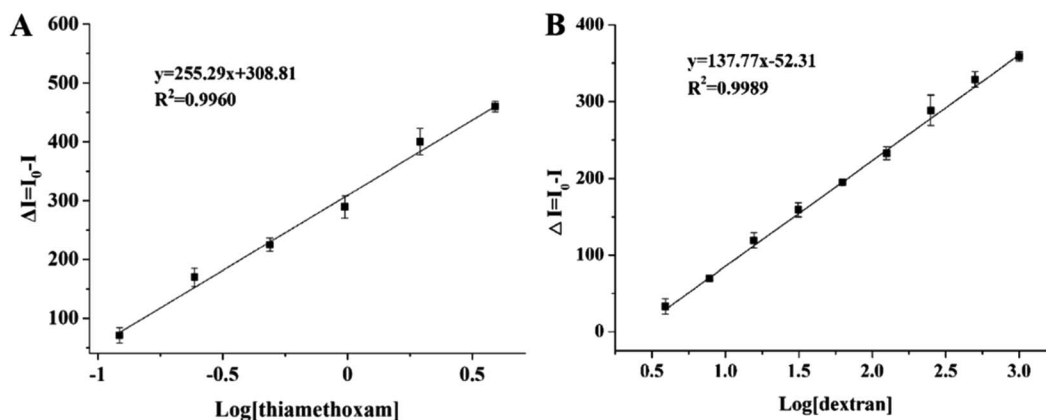 A
600
500
400
300
200
100
y=255.29x+308.81
R²=0.9960
ΔI=I₀-I
-1
-0.5
0
0.5
Log[thiamethoxam]
B
400
300
200
100
0
y=137.77x-52.31
R²=0.9989
△I=I₀-I
0.5
1.0
1.5
2.0
2.5
3.0
Log[dextran]